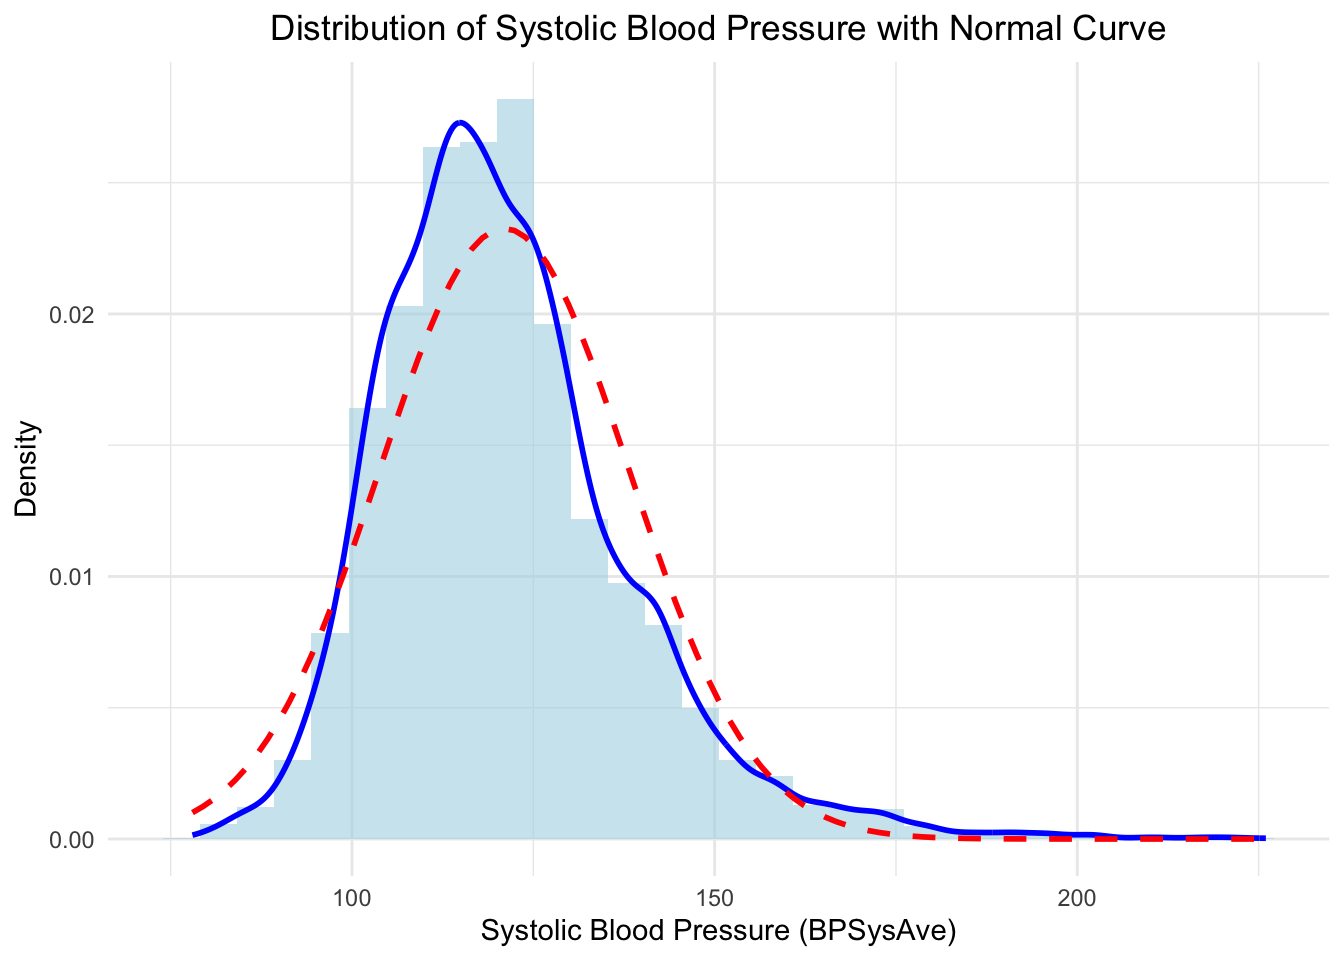 Distribution of Systolic Blood Pressure with Normal Curve
Density
0.02
0.01
0.00
100 150 200
Systolic Blood Pressure (BPSysAve)